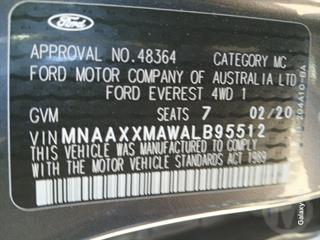 Ford
APPROVAL NO. 48364 CATEGORY MC
FORD MOTOR COMPANY OF AUSTRALIA LTD
FORD EVEREST 4WD 1
GVM SEATS 7 02/20
VIN MNAAXXMAWALB95512
THIS VEHICLE WAS MANUFACTURED TO COMPLY
WITH THE MOTOR VEHICLE STANDARDS ACT 1989
Galaxy